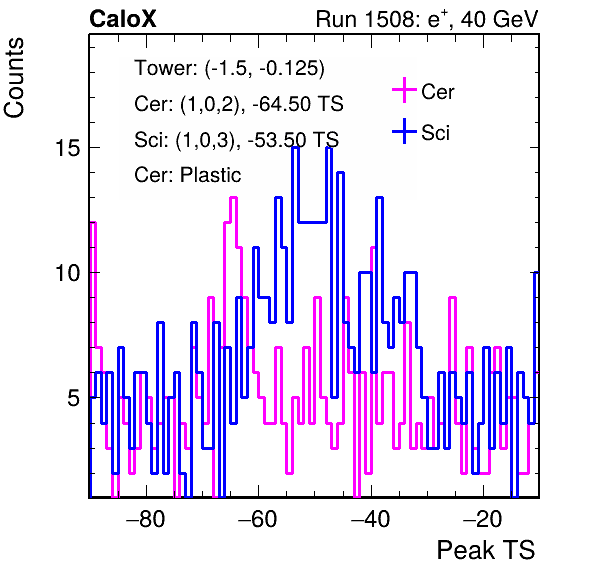 CaloX Run 1508: e⁺, 40 GeV
Counts
Tower: (-1.5, -0.125)
Cer: (1,0,2), -64.50 TS
Sci: (1,0,3), -53.50 TS
Cer: Plastic
Cer
Sci
15
10
5
−80 −60 −40 −20
Peak TS